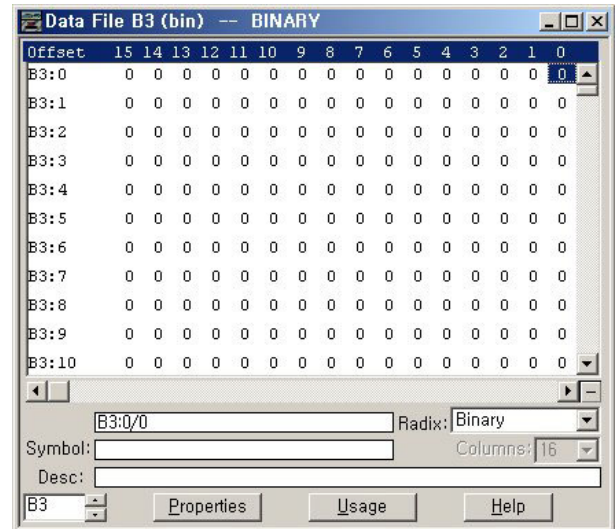 Data File B3 (bin) -- BINARY
Offset 15 14 13 12 11 10 9 8 7 6 5 4 3 2 1 0
B3:0 0 0 0 0 0 0 0 0 0 0 0 0 0 0 0 0
B3:1 0 0 0 0 0 0 0 0 0 0 0 0 0 0 0 0
B3:2 0 0 0 0 0 0 0 0 0 0 0 0 0 0 0 0
B3:3 0 0 0 0 0 0 0 0 0 0 0 0 0 0 0 0
B3:4 0 0 0 0 0 0 0 0 0 0 0 0 0 0 0 0
B3:5 0 0 0 0 0 0 0 0 0 0 0 0 0 0 0 0
B3:6 0 0 0 0 0 0 0 0 0 0 0 0 0 0 0 0
B3:7 0 0 0 0 0 0 0 0 0 0 0 0 0 0 0 0
B3:8 0 0 0 0 0 0 0 0 0 0 0 0 0 0 0 0
B3:9 0 0 0 0 0 0 0 0 0 0 0 0 0 0 0 0
B3:10 0 0 0 0 0 0 0 0 0 0 0 0 0 0 0 0
B3:0/0 Radix: Binary
Symbol: Columns: 16
Desc:
B3 Properties Usage Help